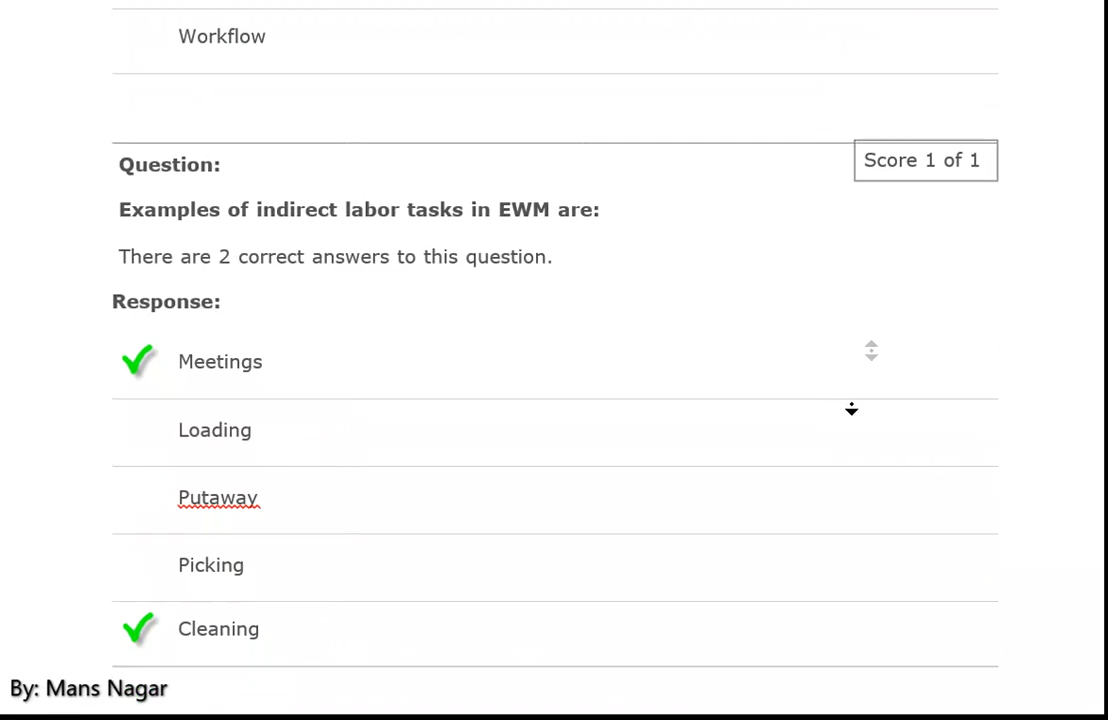 Workflow
Question:
Score 1 of 1
Examples of indirect labor tasks in EWM are:
There are 2 correct answers to this question.
Response:
Meetings
Loading
Putaway
Picking
Cleaning
By: Mans Nagar